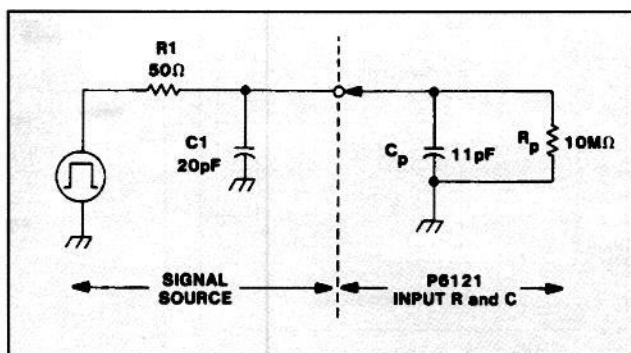 R1
50Ω
C1
20pF
Cp
11pF
Rp
10MΩ
SIGNAL
SOURCE
P6121
INPUT R and C